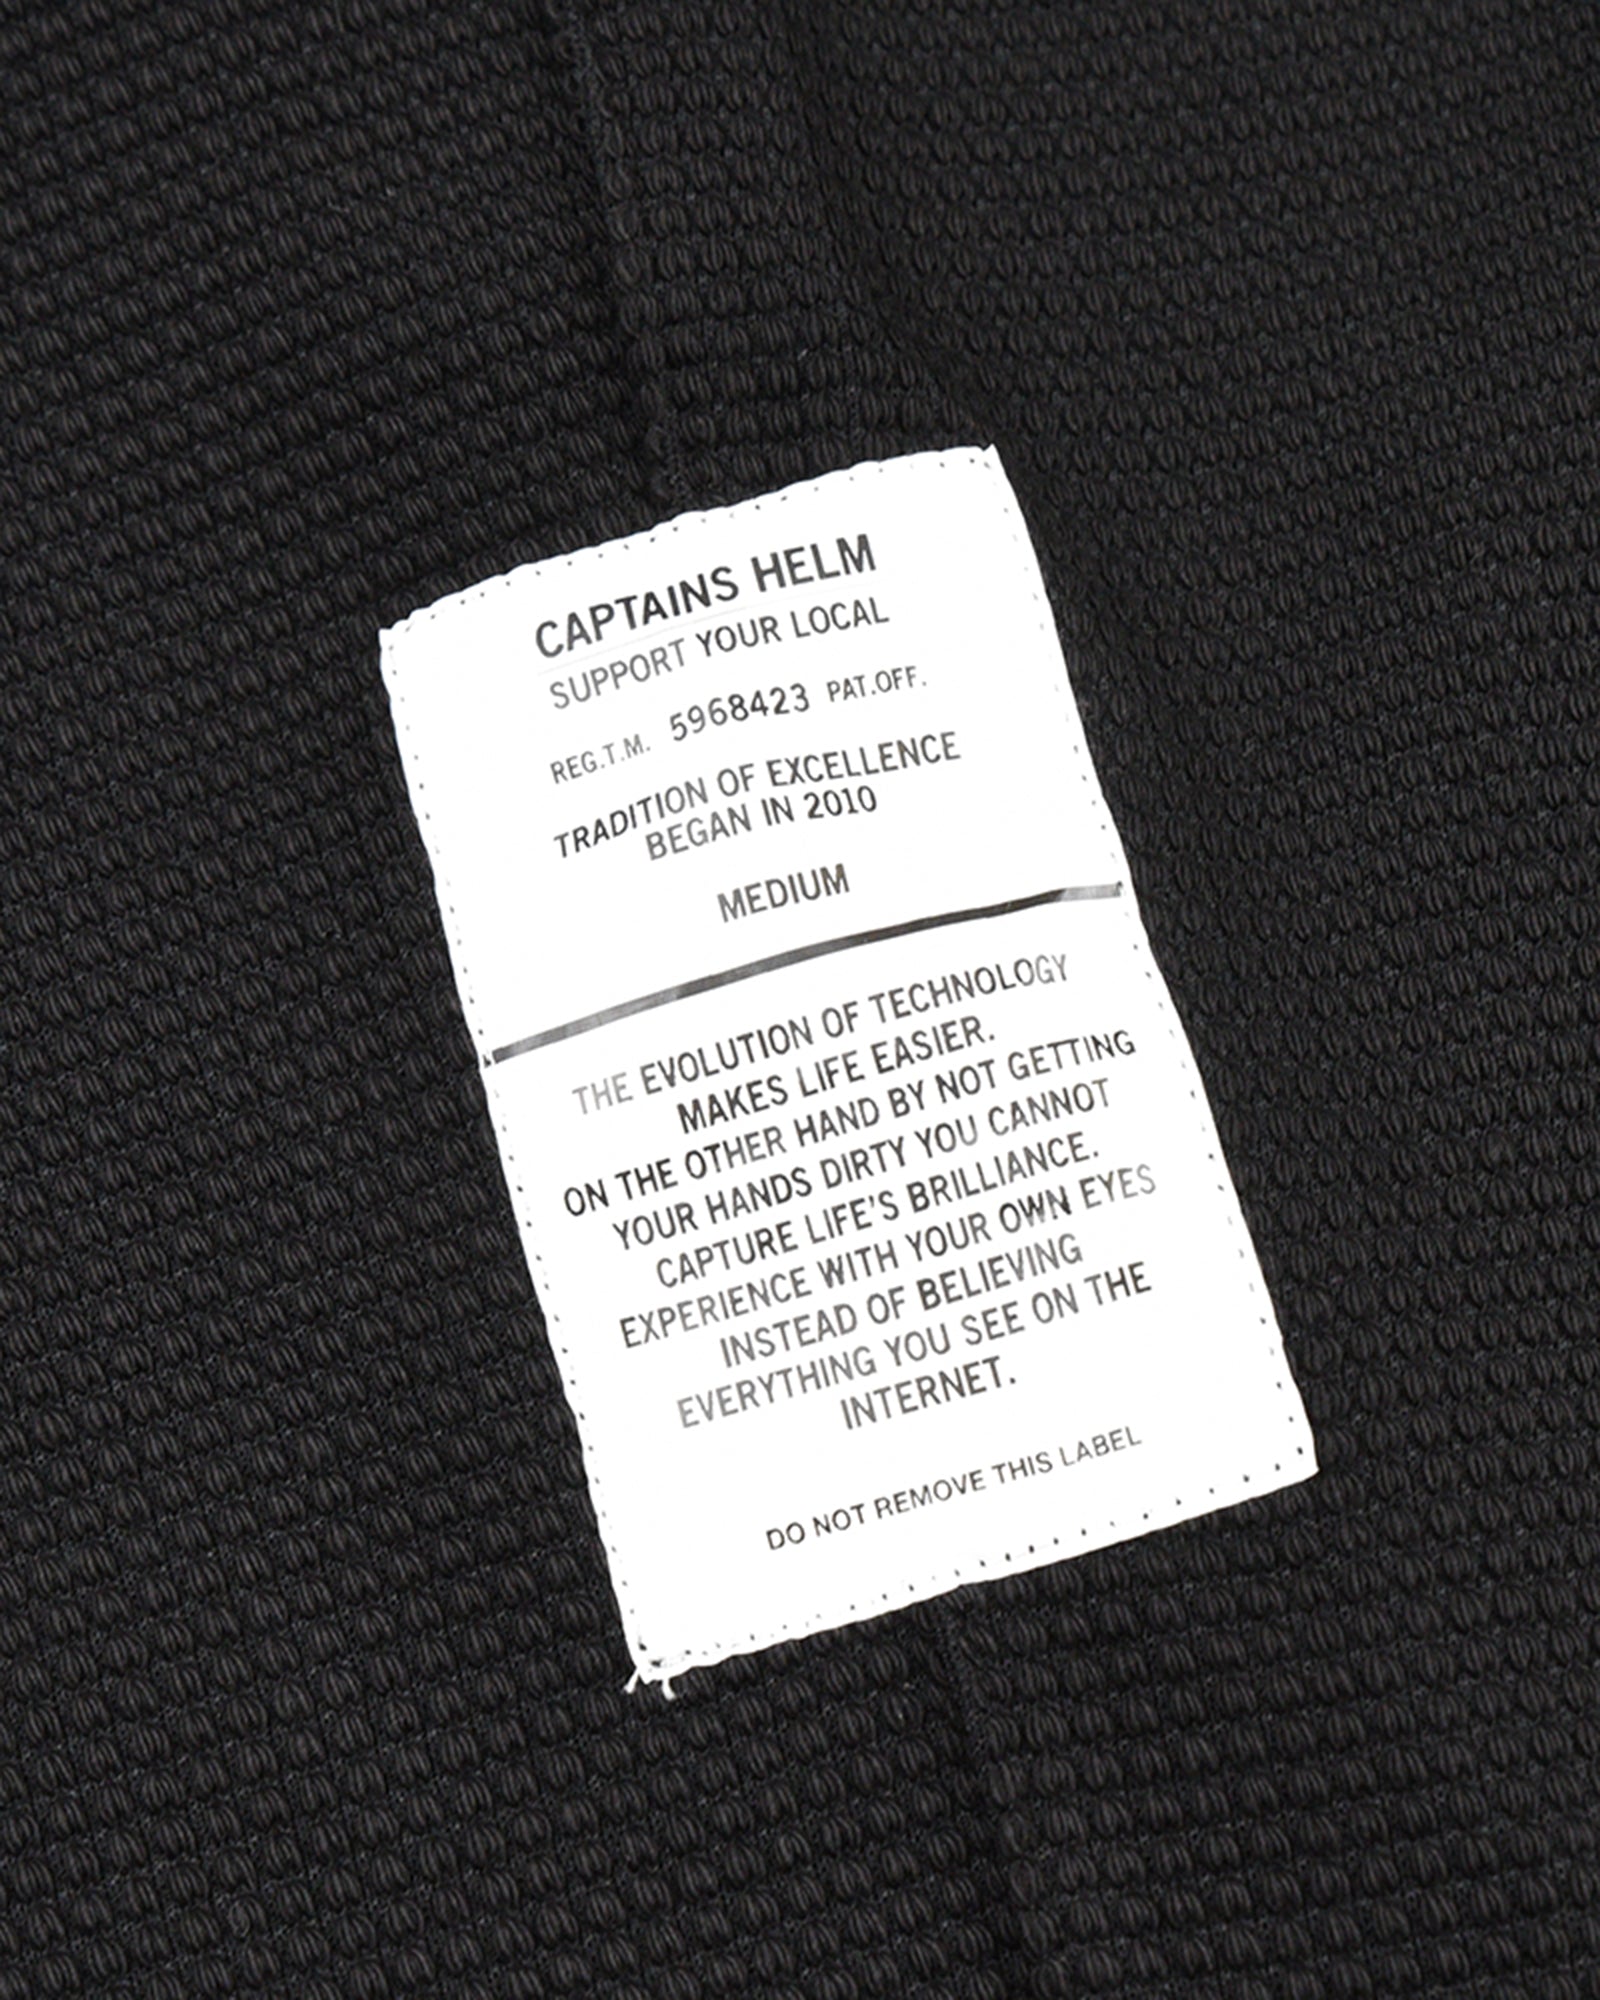 CAPTAINS HELM
SUPPORT YOUR LOCAL
REG.T.M. 5968423 PAT.OFF.
TRADITION OF EXCELLENCE
BEGAN IN 2010
MEDIUM
THE EVOLUTION OF TECHNOLOGY
MAKES LIFE EASIER.
ON THE OTHER HAND BY NOT GETTING
YOUR HANDS DIRTY YOU CANNOT
CAPTURE LIFE'S BRILLIANCE.
EXPERIENCE WITH YOUR OWN EYES
INSTEAD OF BELIEVING
EVERYTHING YOU SEE ON THE
INTERNET.
DO NOT REMOVE THIS LABEL